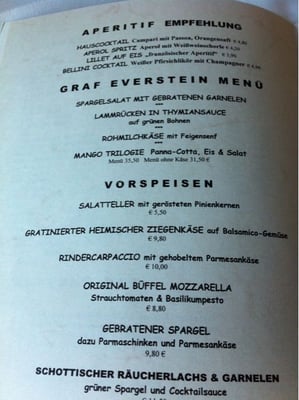 APERITIF EMPFEHLUNG
HAUSCOCKTAIL Campari mit Passoa, Orangensaft
APEROL SPRITZ Aperol mit Weißweinschorle
LILLET AUF EIS „französischer Aperitif“
BELLINI COCKTAIL Weißer Pfirsichlikör mit Champagner
GRAF EVERSTEIN MENÜ
SPARGELSALAT MIT GEBRATENEN GARNELEN
***
LAMMRÜCKEN IN THYMIANSAUCE
auf grünen Bohnen
***
ROHMILCHKÄSE mit Feigensenf
***
MANGO TRILOGIE Panna-Cotta, Eis & Salat
Menü 35,50 Menü ohne Käse 31,50 €
VORSPEISEN
SALATTELLER mit gerösteten Pinienkernen
€ 5,50
GRATINIERTER HEIMISCHER ZIEGENKÄSE auf Balsamico-Gemüse
€ 9,80
RINDERCARPACCIO mit gehobeltem Parmesankäse
€ 10,00
ORIGINAL BÜFFEL MOZZARELLA
Strauchtomaten & Basilikumpesto
€ 8,80
GEBRATENER SPARGEL
dazu Parmaschinken und Parmesankäse
9,80 €
SCHOTTISCHER RÄUCHERLACHS & GARNELEN
grüner Spargel und Cocktailsauce